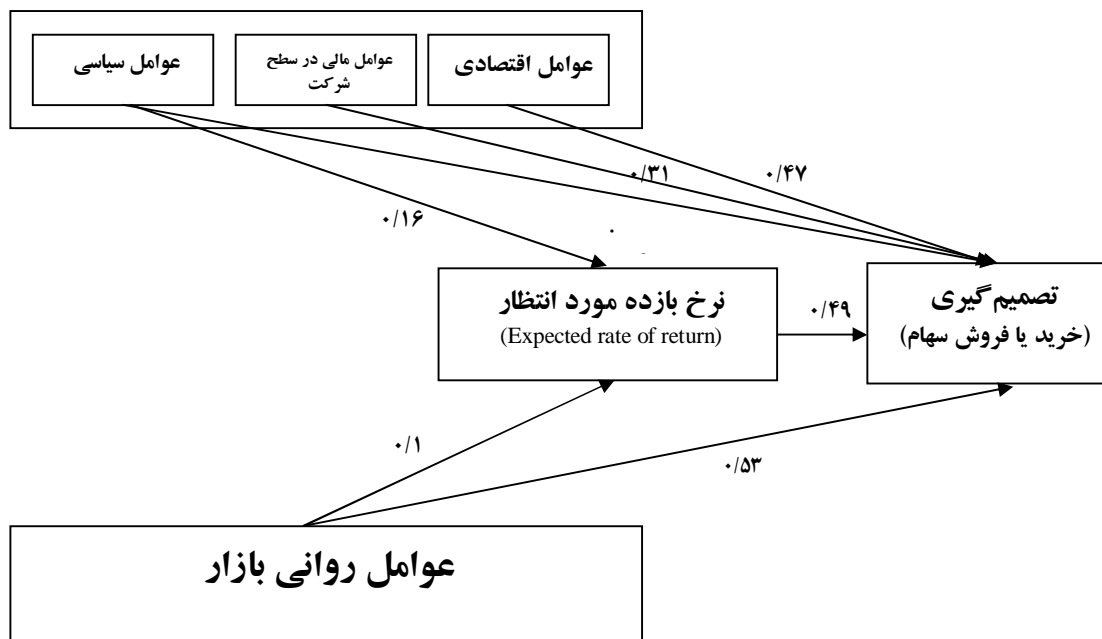 عوامل اقتصادی
عوامل مالی در سطح
شرکت
عوامل سیاسی
۰/۴۷
۰/۳۱
۰/۱۶
۰
تصمیم گیری
(خرید یا فروش سهام)
۰/۴۹
نرخ بازده مورد انتظار
(Expected rate of return)
۰/۱
۰/۵۳
عوامل روانی بازار